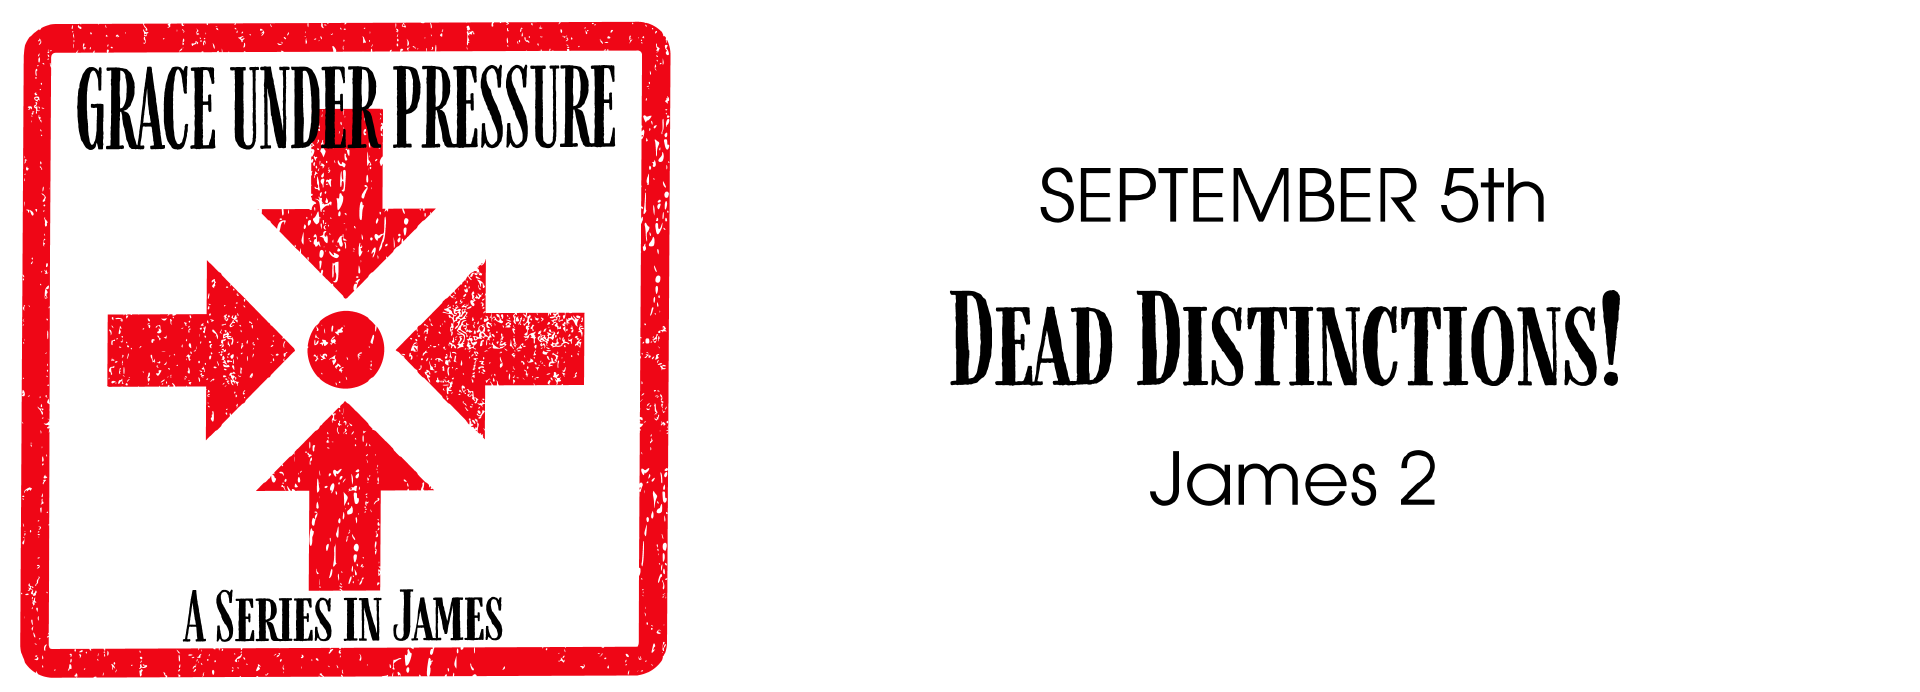 GRACE UNDER PRESSURE
A SERIES IN JAMES
SEPTEMBER 5th
DEAD DISTINCTIONS!
James 2